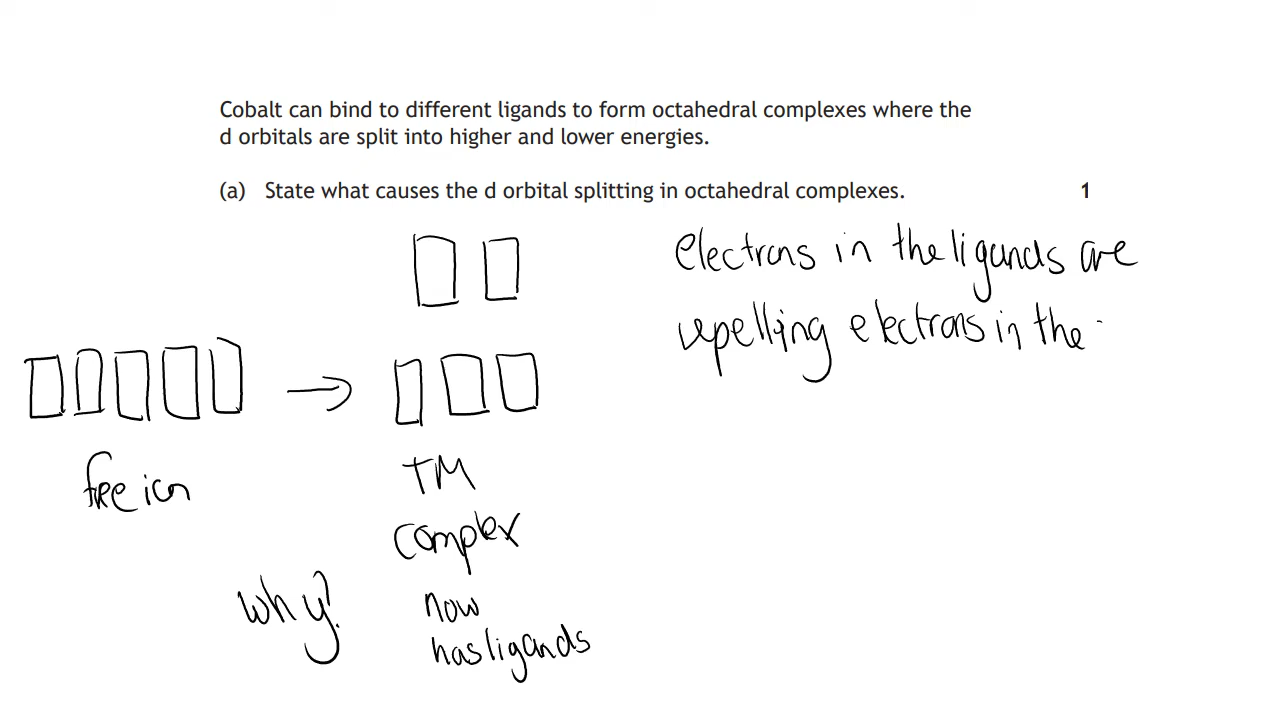 Cobalt can bind to different ligands to form octahedral complexes where the
d orbitals are split into higher and lower energies.
(a) State what causes the d orbital splitting in octahedral complexes. 1
electrons in the ligands are
repelling electrons in the
free ion
TM
complex
why?
now
has ligands